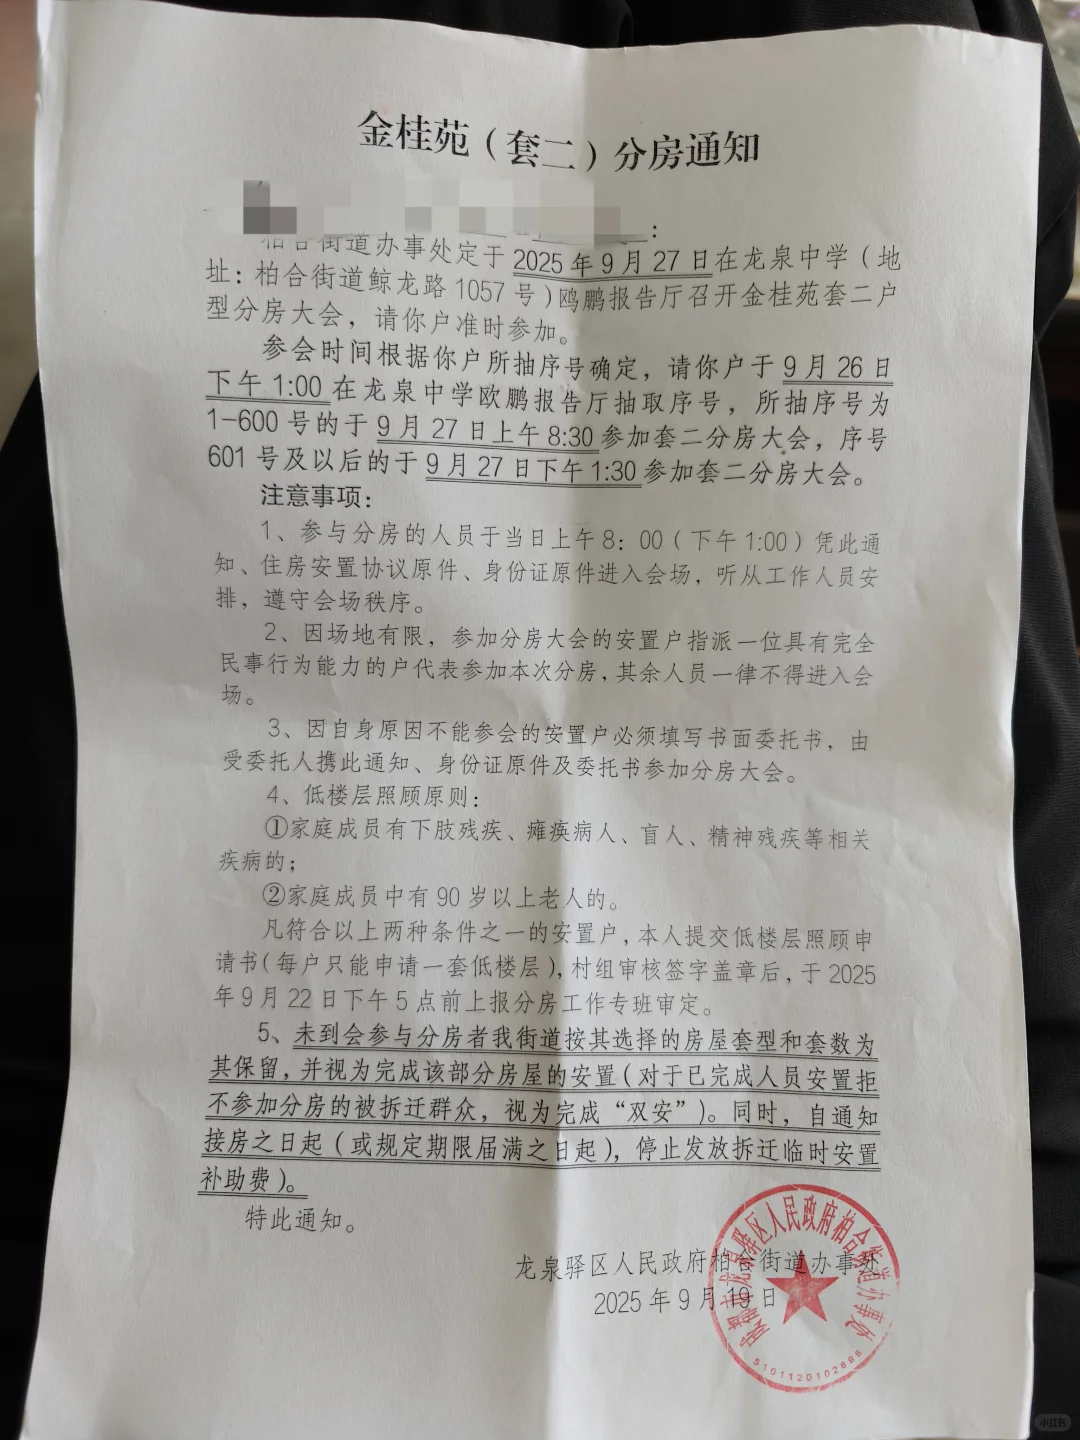 金桂苑（套二）分房通知
：
柏合街道办事处定于2025年9月27日在龙泉中学（地
址：柏合街道鲸龙路1057号）鸥鹏报告厅召开金桂苑套二户
型分房大会，请你户准时参加。
参会时间根据你户所抽序号确定，请你户于9月26日
下午1:00在龙泉中学欧鹏报告厅抽取序号，所抽序号为
1-600号的于9月27日上午8:30参加套二分房大会，序号
601号及以后的于9月27日下午1:30参加套二分房大会。
注意事项：
1、参与分房的人员于当日上午8：00（下午1:00）凭此通
知、住房安置协议原件、身份证原件进入会场，听从工作人员安
排，遵守会场秩序。
2、因场地有限，参加分房大会的安置户指派一位具有完全
民事行为能力的户代表参加本次分房，其余人员一律不得进入会
场。
3、因自身原因不能参会的安置户必须填写书面委托书，由
受委托人携此通知、身份证原件及委托书参加分房大会。
4、低楼层照顾原则：
①家庭成员有下肢残疾、瘫痪病人、盲人、精神残疾等相关
疾病的；
②家庭成员中有90岁以上老人的。
凡符合以上两种条件之一的安置户，本人提交低楼层照顾申
请书（每户只能申请一套低楼层），村组审核签字盖章后，于2025
年9月22日下午5点前上报分房工作专班审定。
5、未到会参与分房者我街道按其选择的房屋套型和套数为
其保留，并视为完成该部分房屋的安置（对于已完成人员安置拒
不参加分房的被拆迁群众，视为完成“双安”）。同时，自通知
接房之日起（或规定期限届满之日起），停止发放拆迁临时安置
补助费）。
特此通知。
龙泉驿区人民政府柏合街道办事处
2025年9月19日
成都市龙泉驿区人民政府柏合街道办事处
5101120102698
小红书